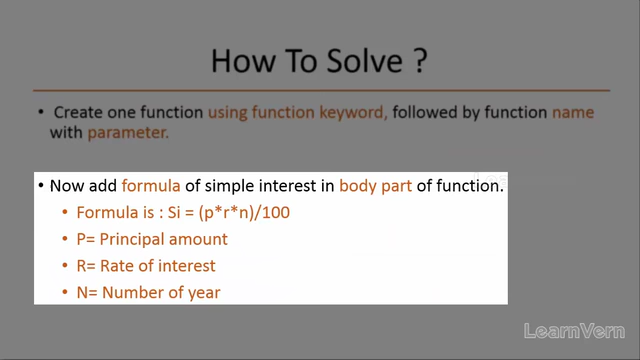 How To Solve ?
• Create one function using function keyword, followed by function name
with parameter.
• Now add formula of simple interest in body part of function.
• Formula is : Si = (p*r*n)/100
• P= Principal amount
• R= Rate of interest
• N= Number of year
LearnVern